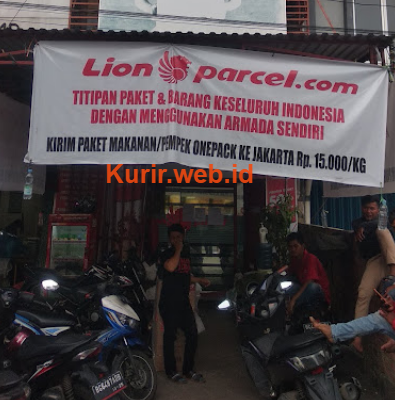 Lion parcel.com
TITIPAN PAKET & BARANG KESELURUH INDONESIA
DENGAN MENGGUNAKAN ARMADA SENDIRI
KIRIM PAKET MAKANAN/PEMPEK ONEPACK KE JAKARTA Rp. 15.000/KG
Kurir.web.id